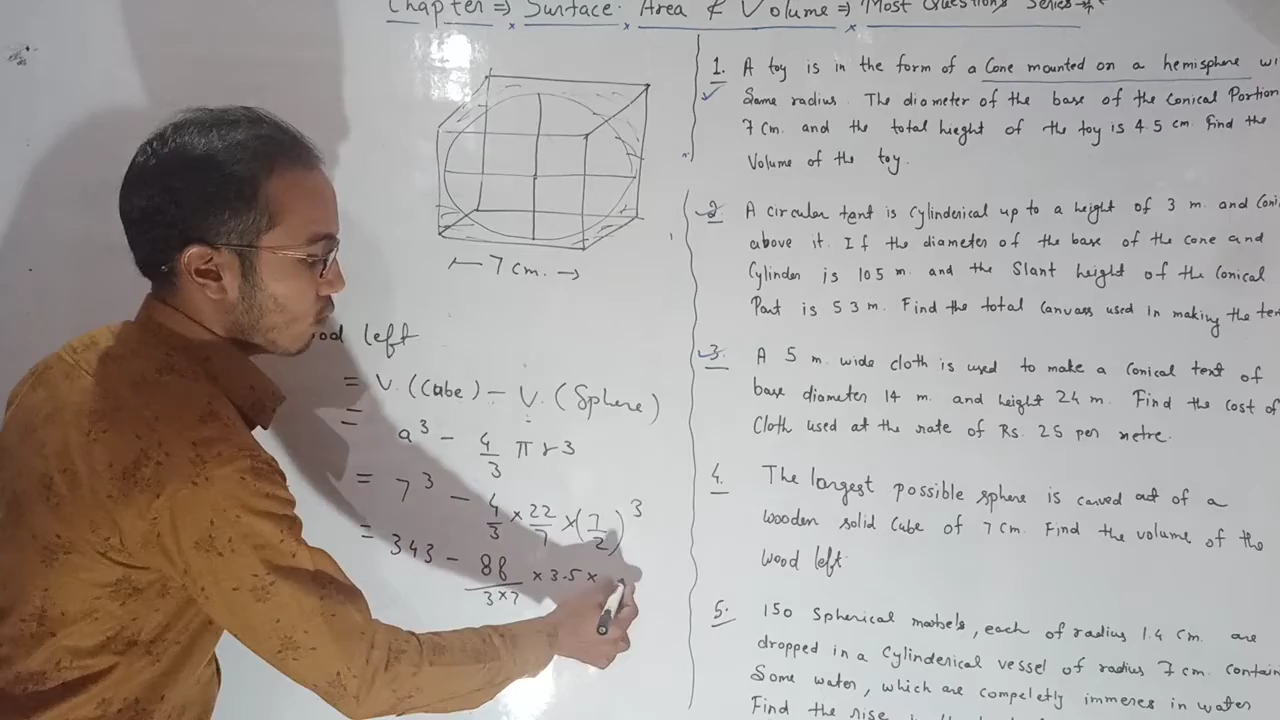 Chapter ⇒ Surface Area & Volume ⇒ Most Questions Series
7 cm.
left
= V. (Cube) - V. (Sphere)
= a³ - 4/3 π r3
= 7³ - 4/3 × 22/7 × (7/2)³
= 343 - 88/(3×7) × 3.5 ×
1. A toy is in the form of a Cone mounted on a hemisphere
Same radius. The diameter of the base of the Conical Portion
7 cm. and the total hieght of the toy is 4.5 cm. Find the
Volume of the toy.
2. A circular tent is Cylinderical up to a height of 3 m. and
above it. If the diameter of the base of the cone and
Cylinder is 105 m. and the Slant height of the Conical
Part is 53 m. Find the total Canvass used in making the
3. A 5 m. wide cloth is used to make a Conical tent of
base diameter 14 m. and height 24 m. Find the cost of
Cloth used at the rate of Rs. 25 per metre.
4. The longest possible sphere is carved out of a
wooden solid Cube of 7 cm. Find the volume of the
wood left.
5. 150 Spherical marbels, each of radius 1.4 cm. are
dropped in a Cylinderical vessel of radius 7 cm.
Some water, which are compeletly immeres in water
Find the rise